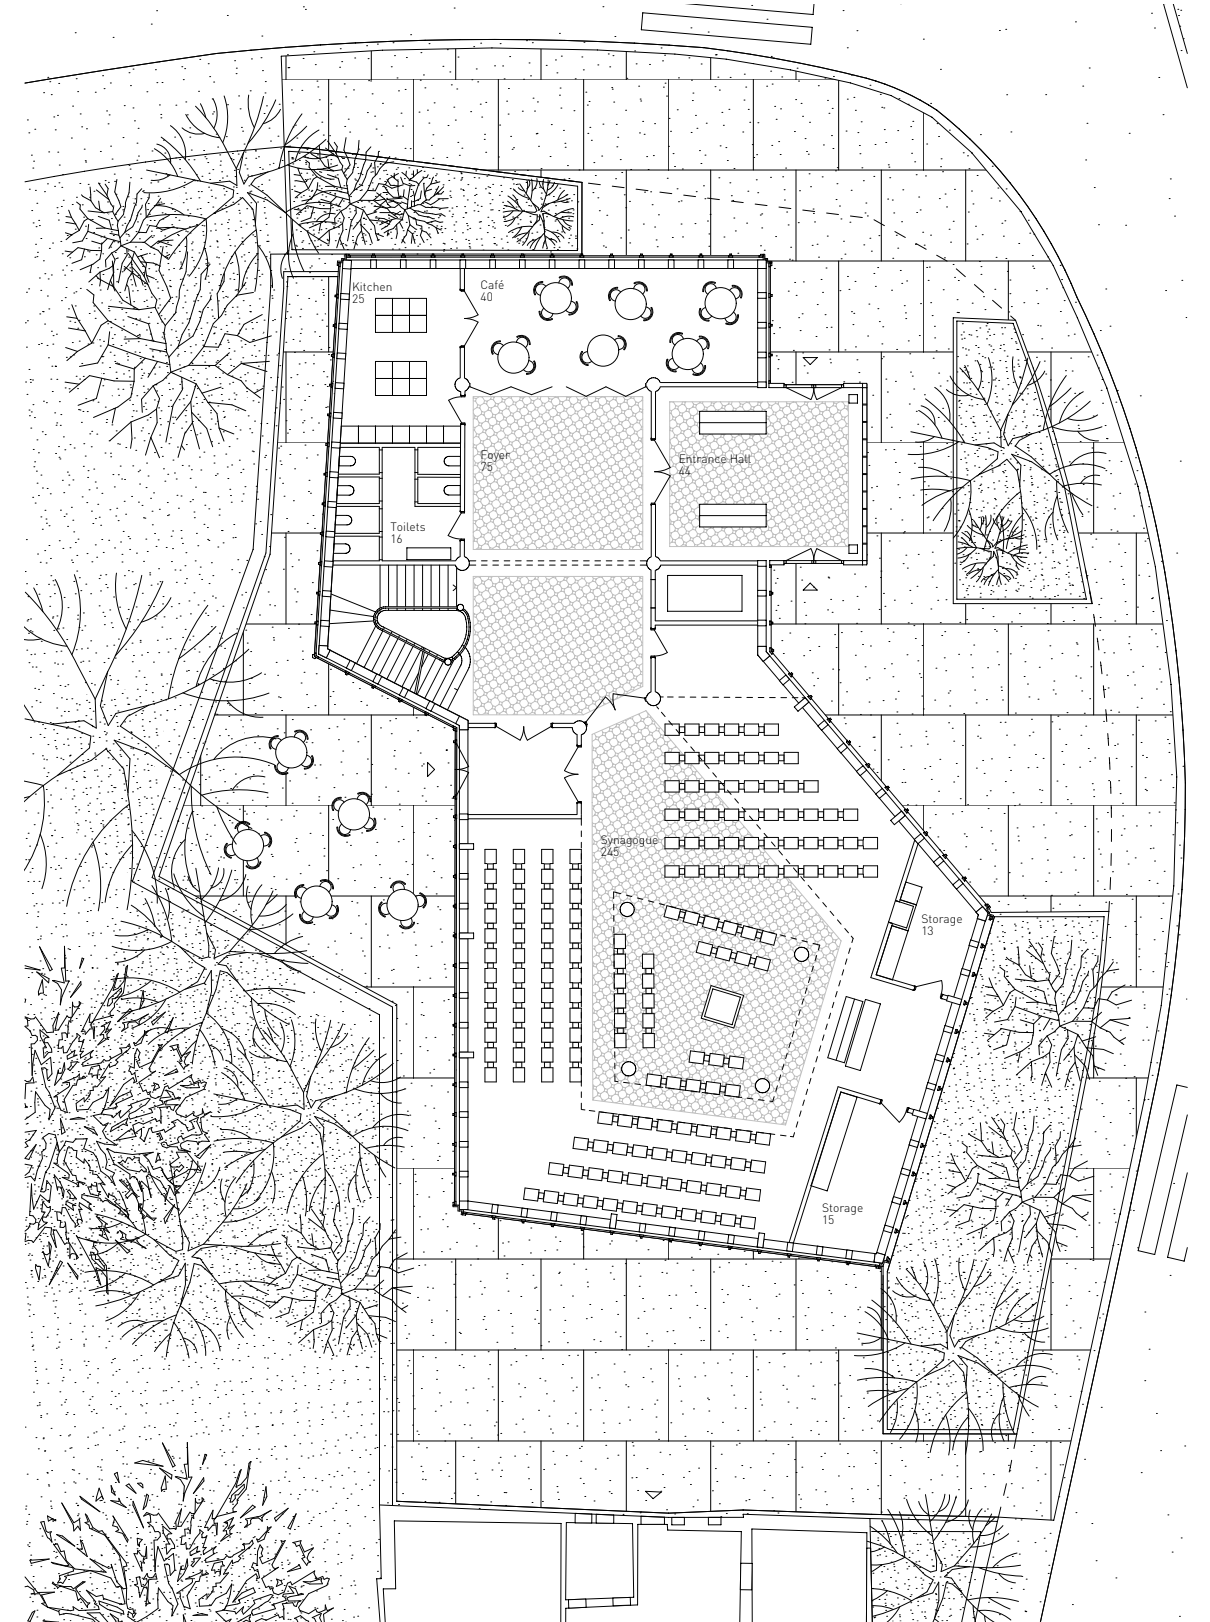 Kitchen
25
Café
40
Foyer
75
Entrance Hall
44
Toilets
16
Synagogue
245
Storage
13
Storage
15